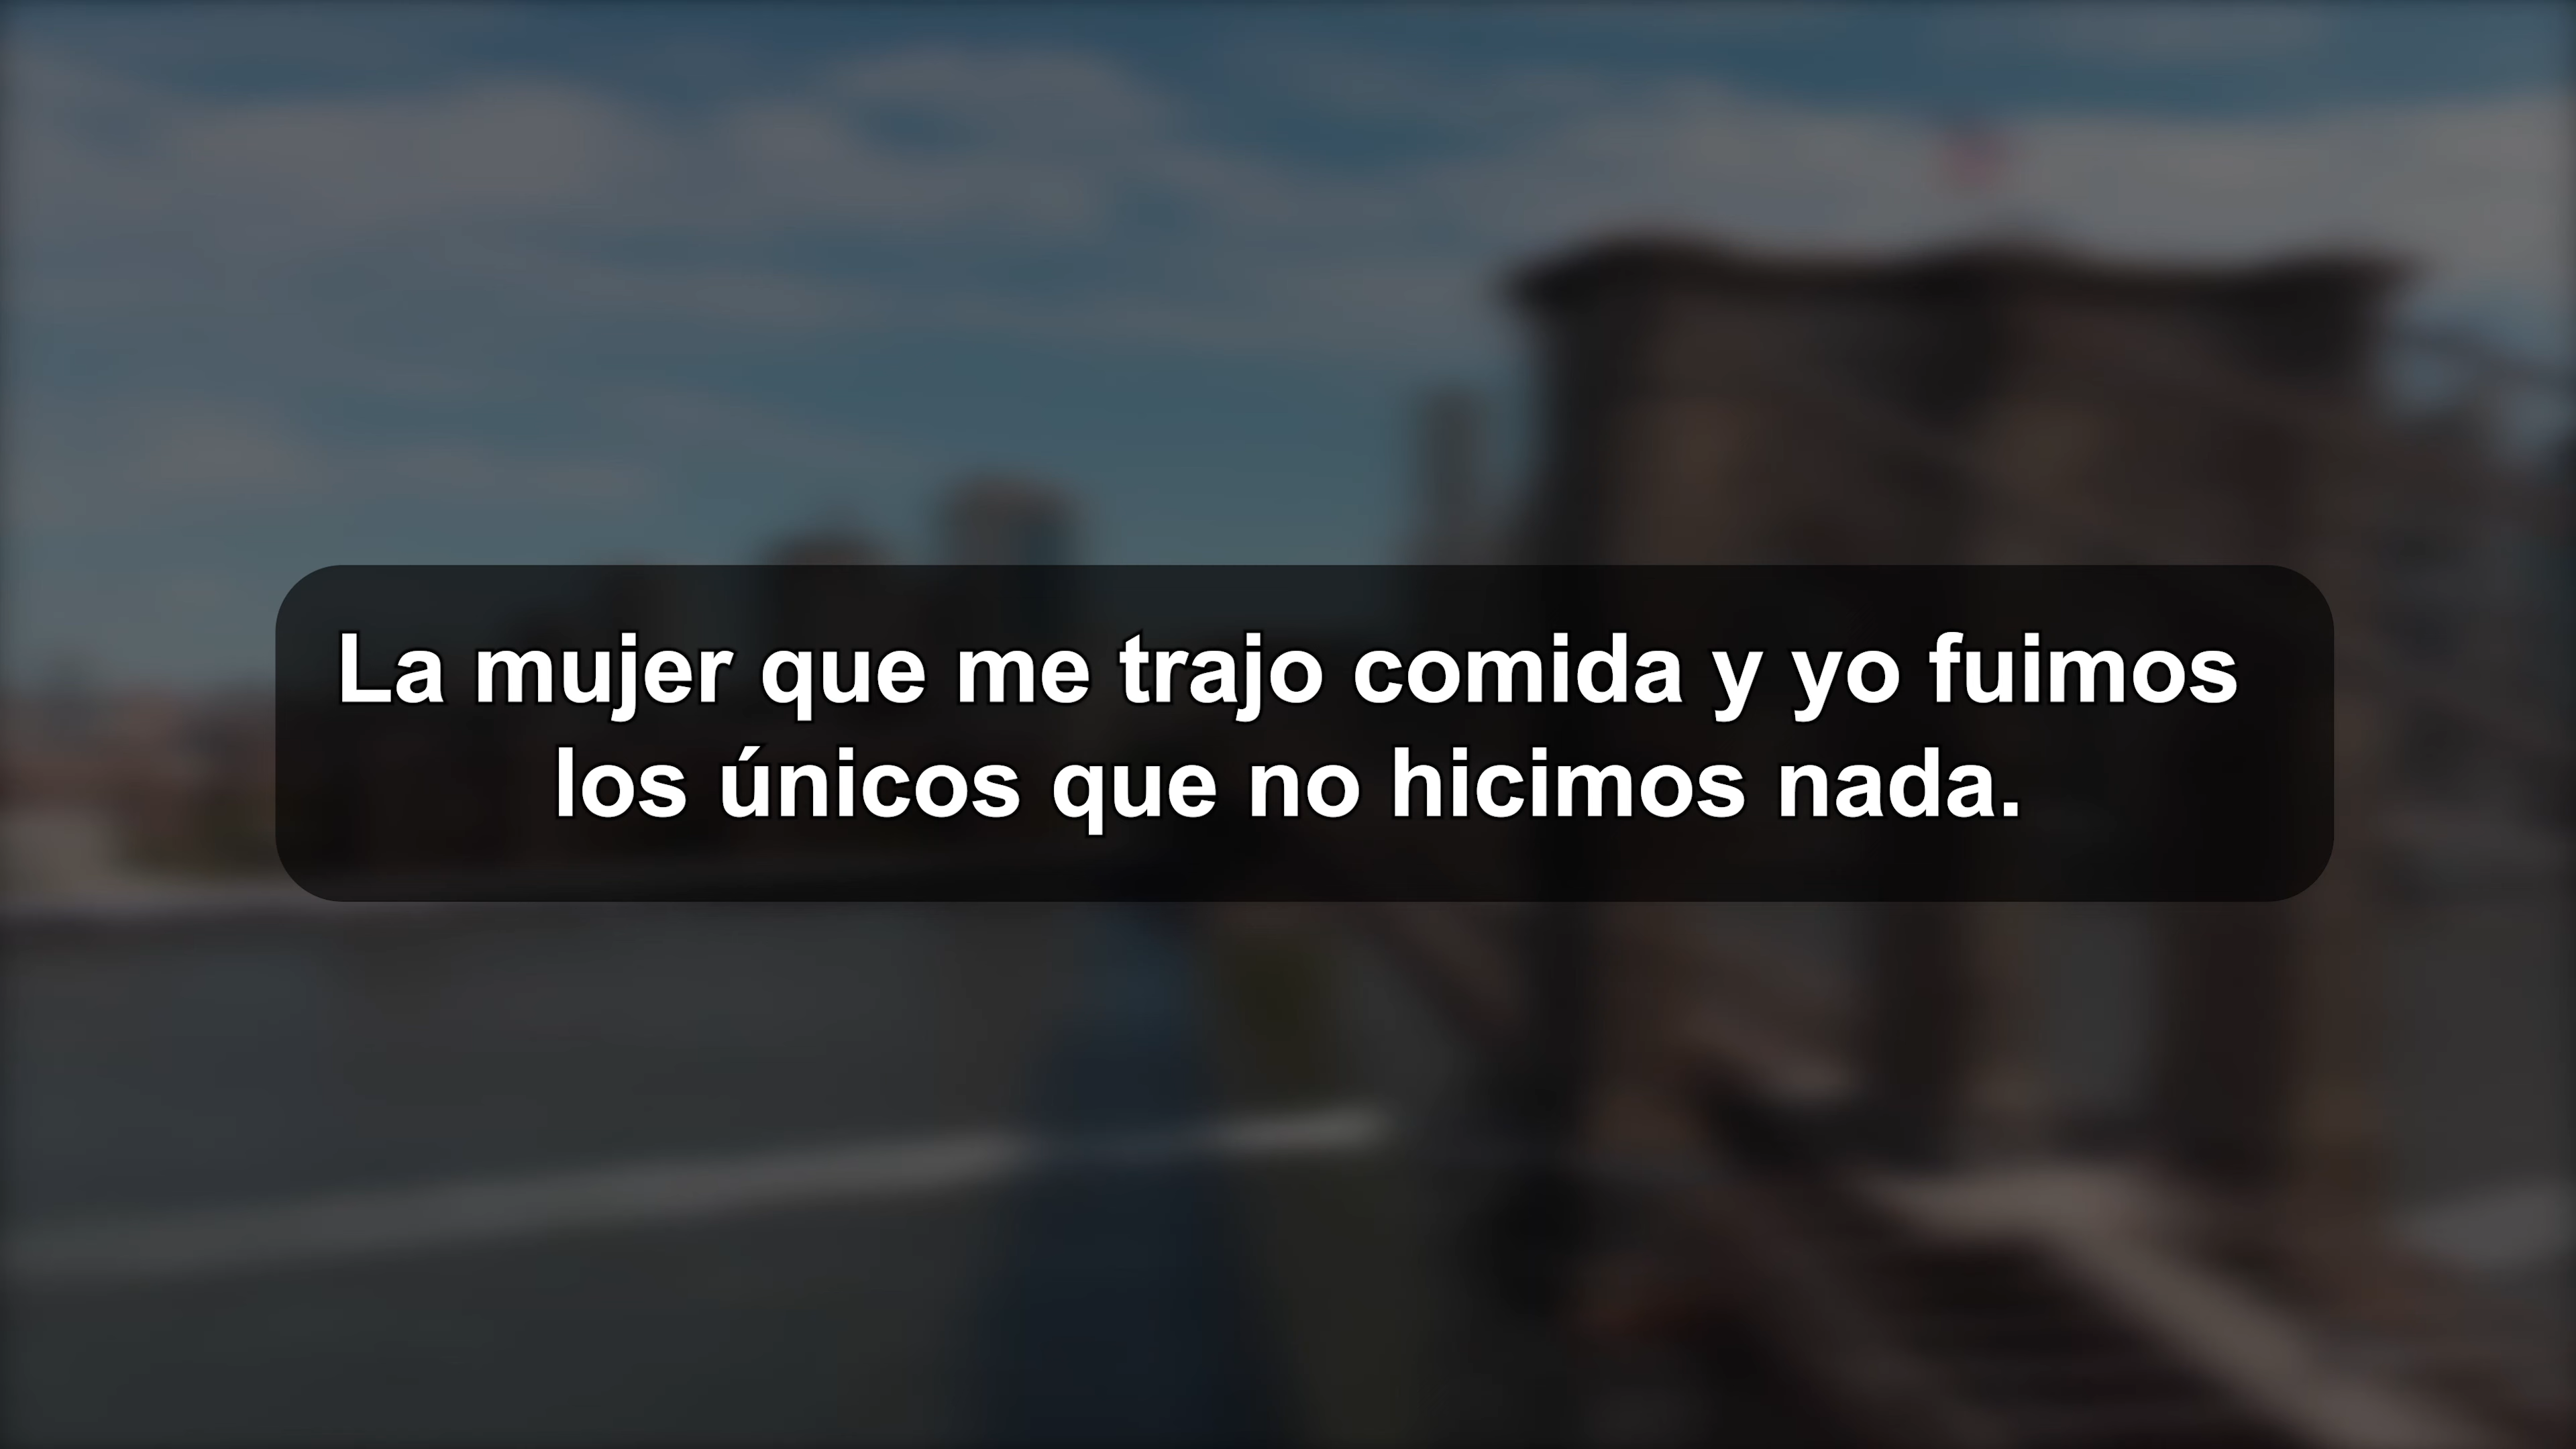 La mujer que me trajo comida y yo fuimos
los únicos que no hicimos nada.